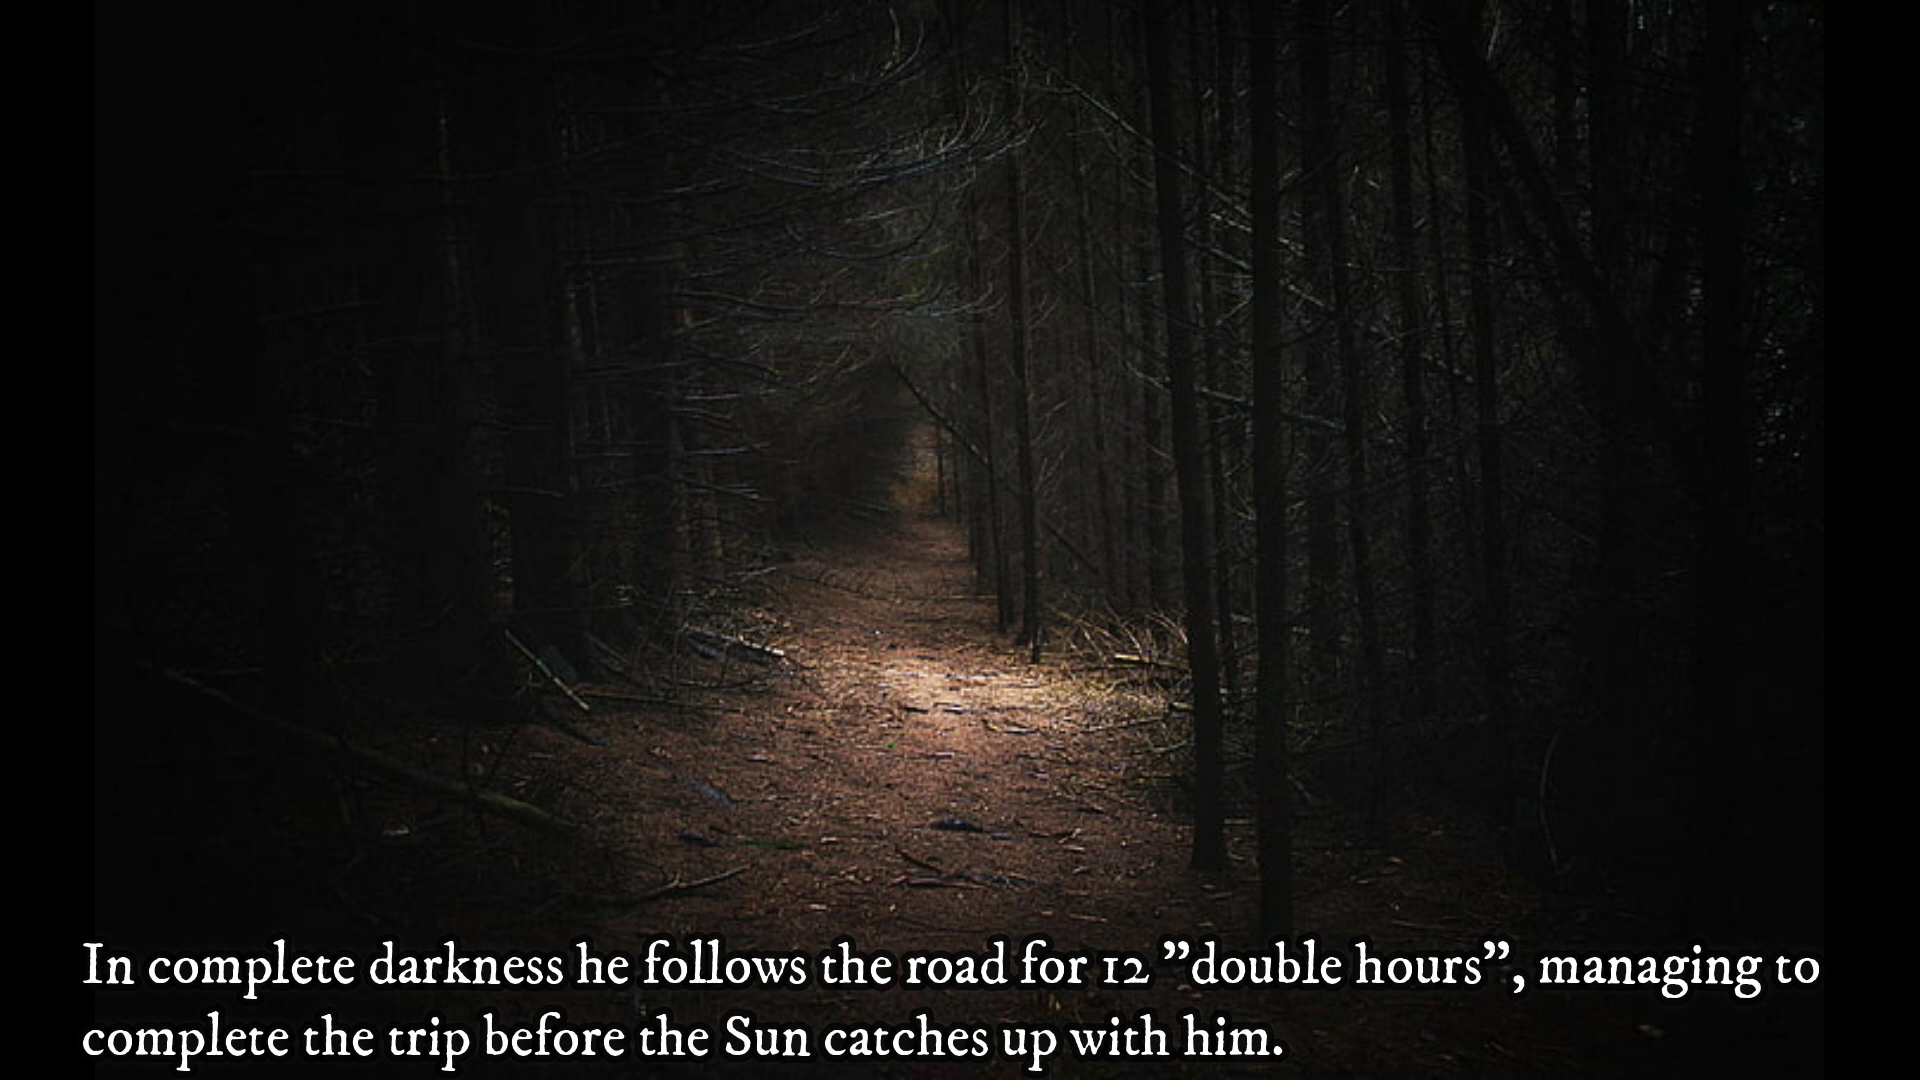 In complete darkness he follows the road for 12 ”double hours”, managing to
complete the trip before the Sun catches up with him.